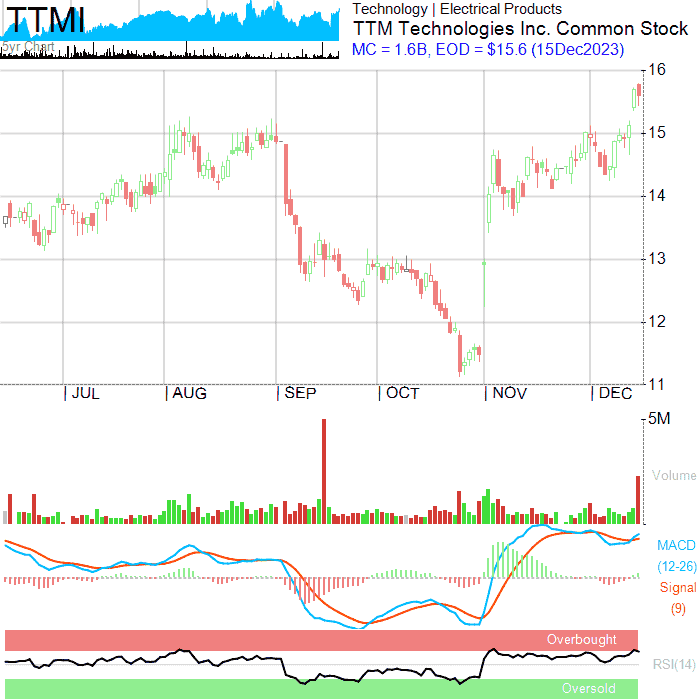 TTMI
5yr Chart
Technology | Electrical Products
TTM Technologies Inc. Common Stock
MC = 1.6B, EOD = $15.6 (15Dec2023)
16
15
14
13
12
11
| JUL | AUG | SEP | OCT | NOV | DEC
5M
Volume
MACD
(12-26)
Signal
(9)
Overbought
RSI(14)
Oversold